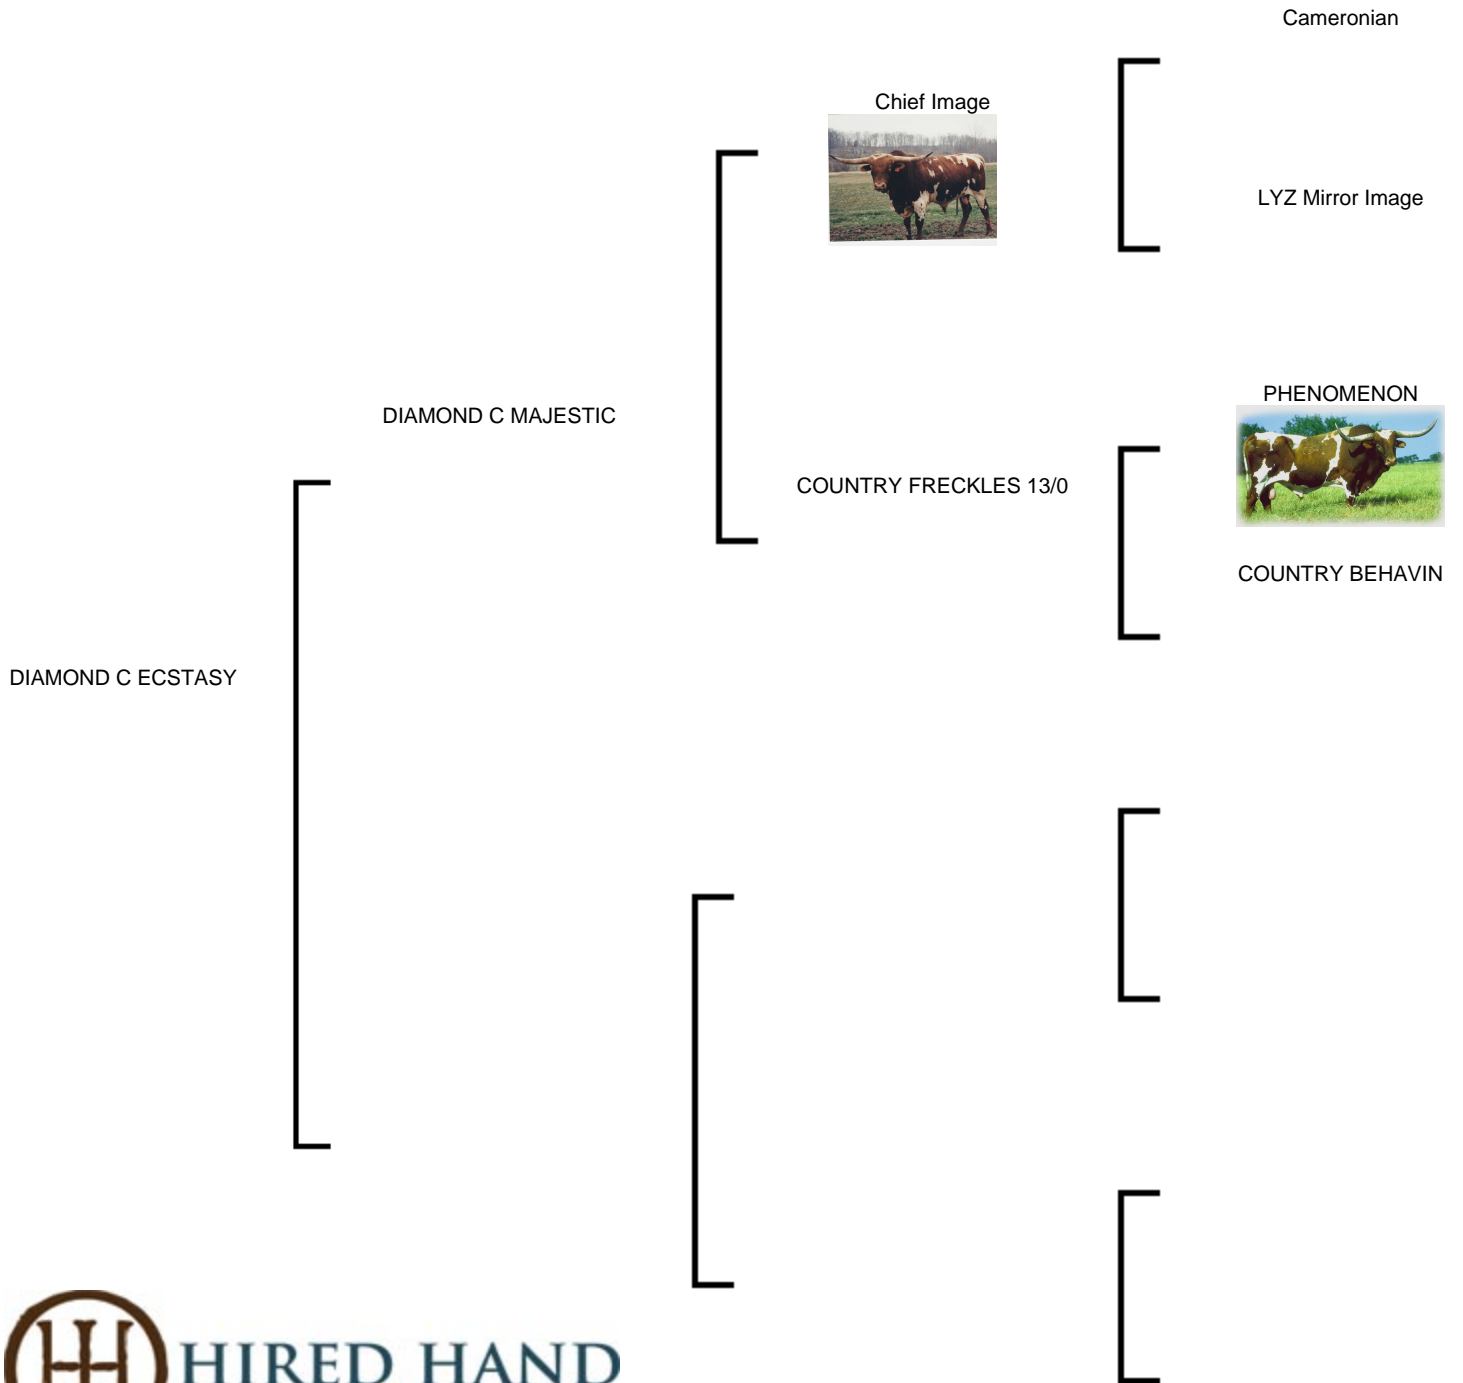 Cameronian
Chief Image
LYZ Mirror Image
PHENOMENON
DIAMOND C MAJESTIC
COUNTRY FRECKLES 13/0
COUNTRY BEHAVIN
DIAMOND C ECSTASY
HIRED HAND